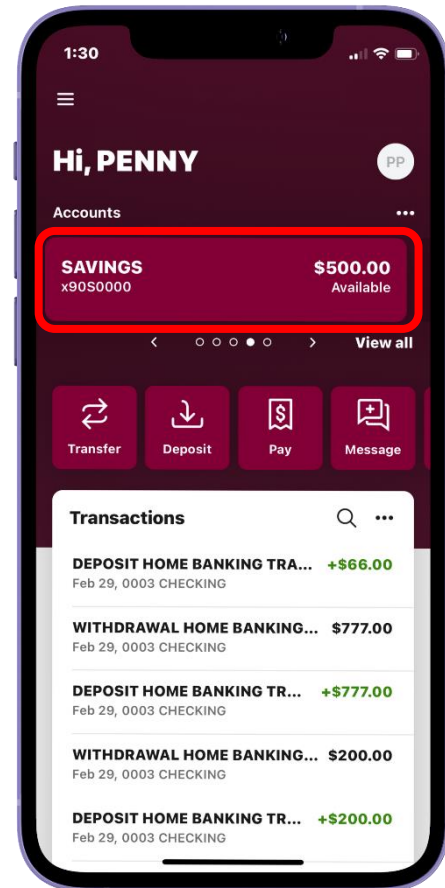 1:30
Hi, PENNY
PP
Accounts
SAVINGS $500.00
x90S0000 Available
View all
Transfer Deposit Pay Message
Transactions
DEPOSIT HOME BANKING TRA... +$66.00
Feb 29, 0003 CHECKING
WITHDRAWAL HOME BANKING... $777.00
Feb 29, 0003 CHECKING
DEPOSIT HOME BANKING TR... +$777.00
Feb 29, 0003 CHECKING
WITHDRAWAL HOME BANKING... $200.00
Feb 29, 0003 CHECKING
DEPOSIT HOME BANKING TR... +$200.00
Feb 29, 0003 CHECKING